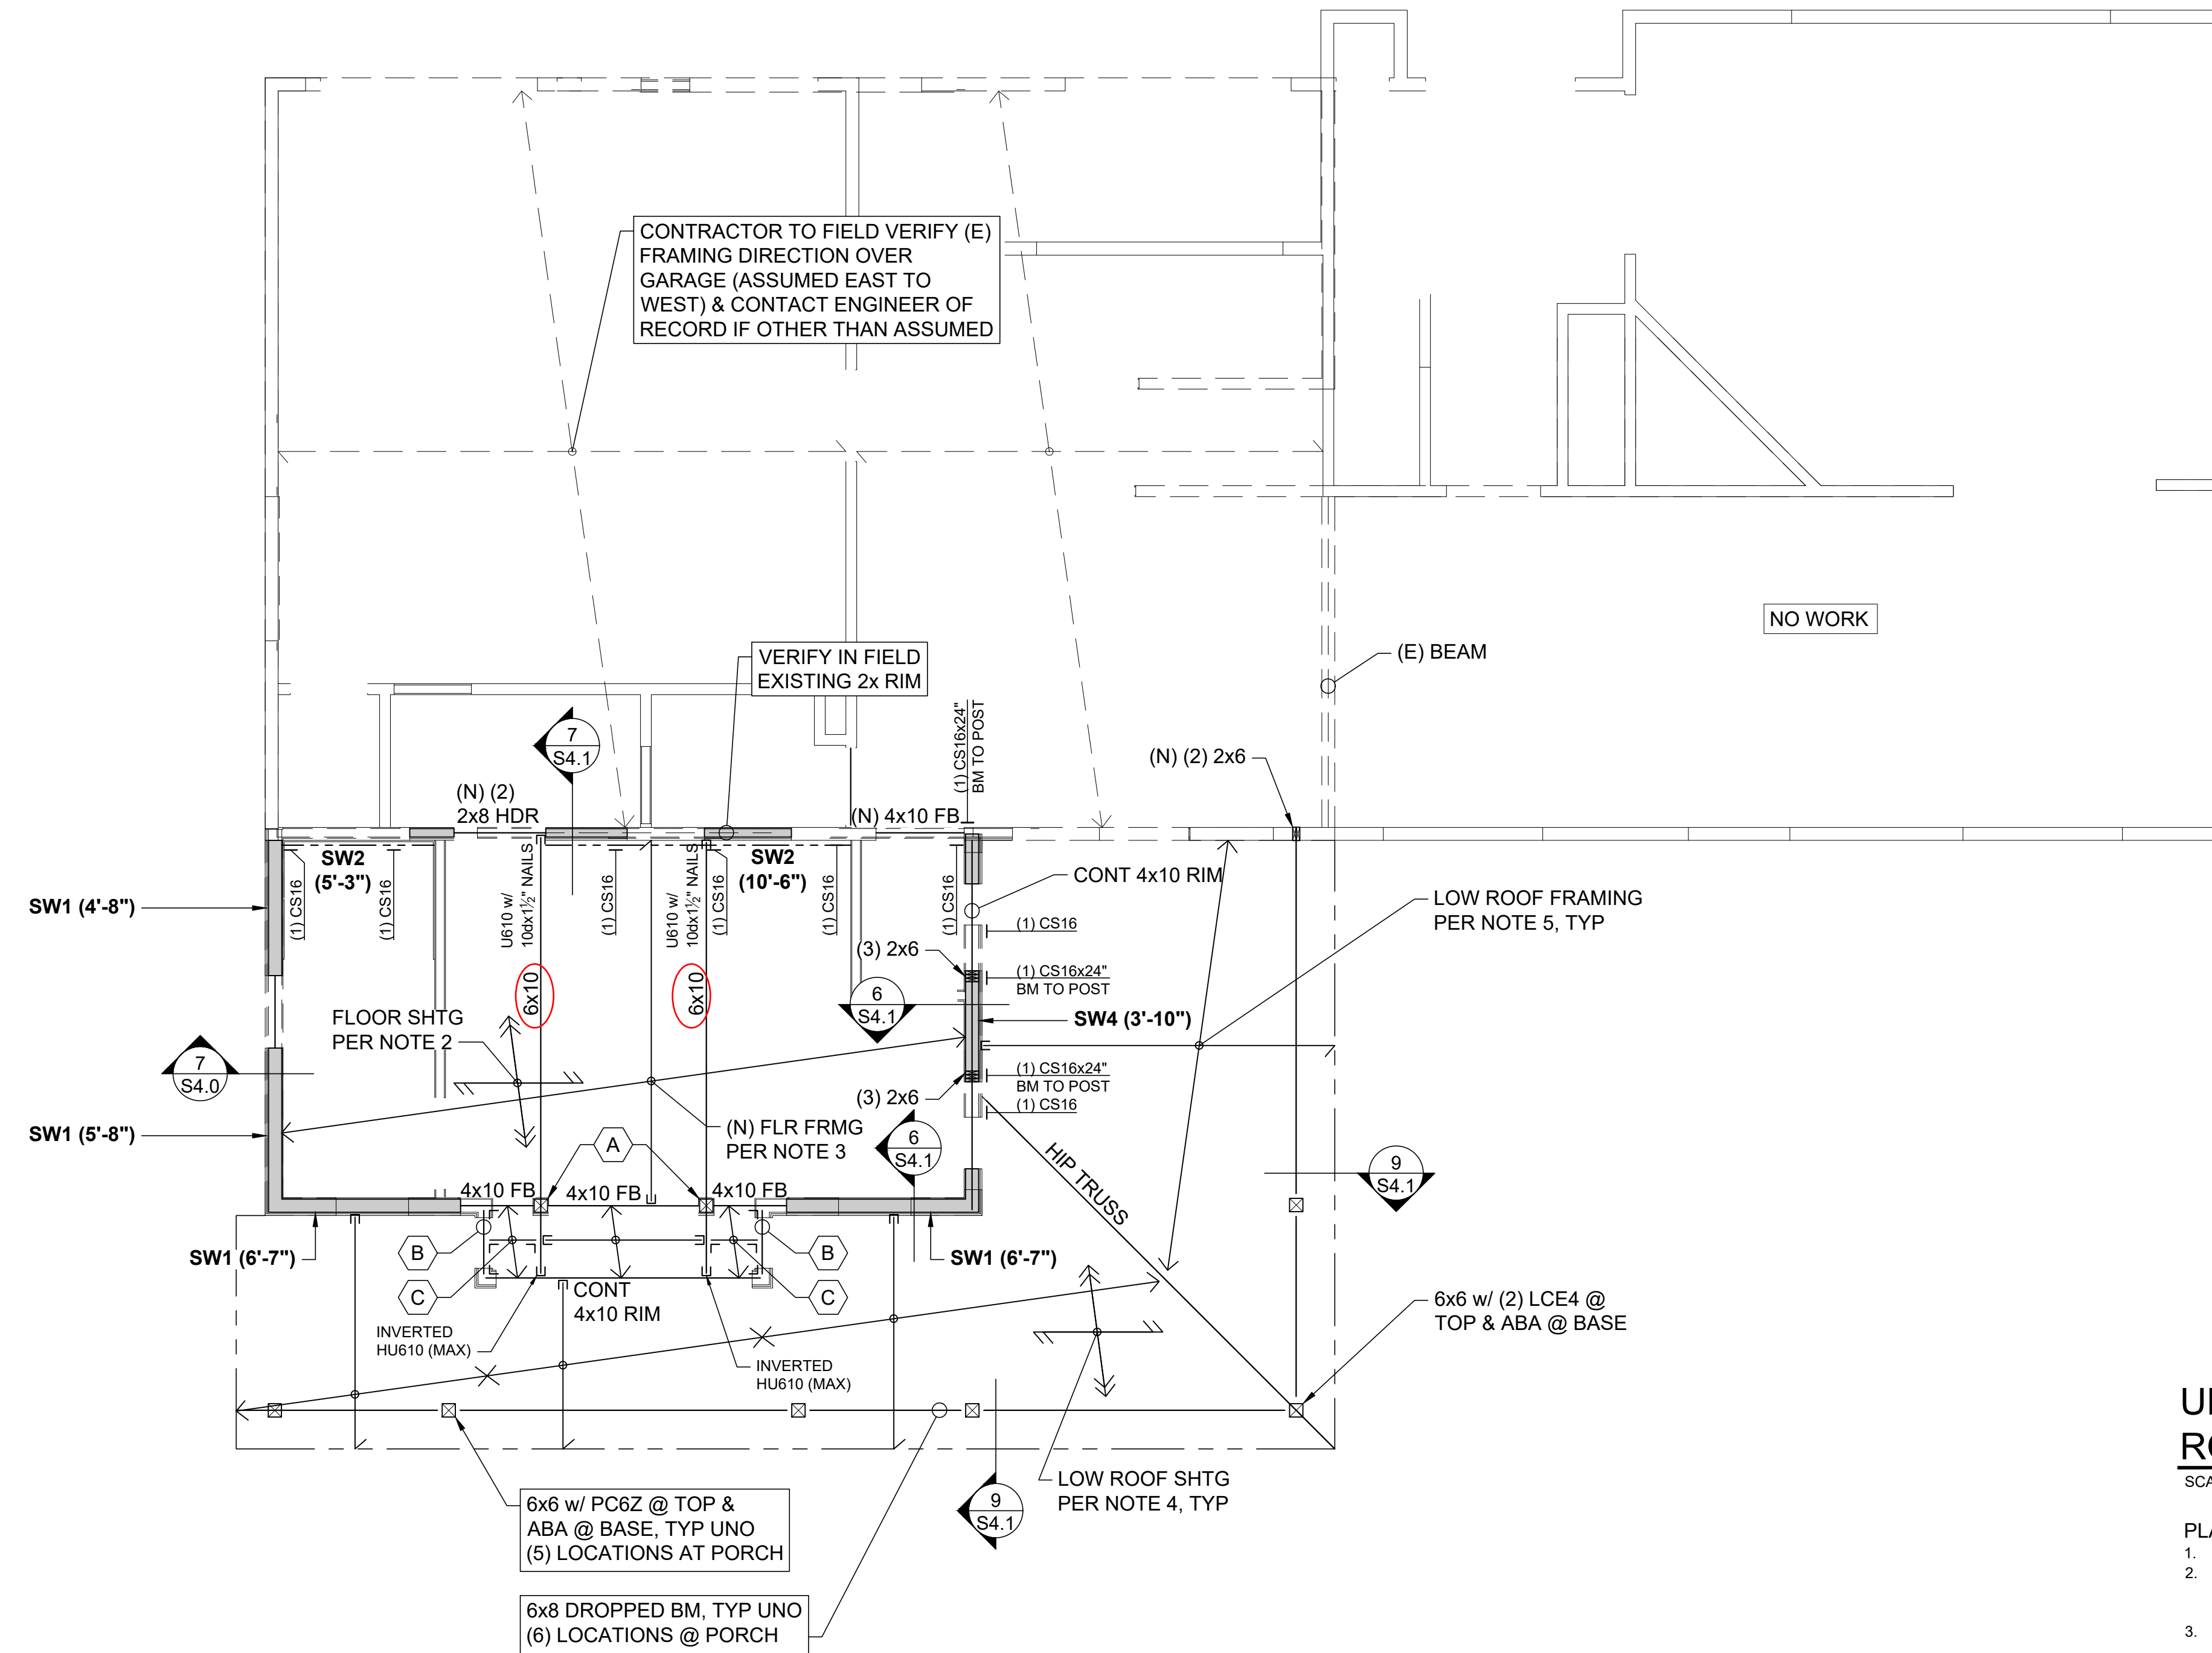 CONTRACTOR TO FIELD VERIFY (E)
FRAMING DIRECTION OVER
GARAGE (ASSUMED EAST TO
WEST) & CONTACT ENGINEER OF
RECORD IF OTHER THAN ASSUMED
NO WORK
(E) BEAM
VERIFY IN FIELD
EXISTING 2x RIM
7
S4.1
(1) CS16x24"
BM TO POST
(N) (2) 2x6
(N) (2)
2x8 HDR
(N) 4x10 FB
SW2
(5'-3")
SW2
(10'-6")
(1) CS16
(1) CS16
U610 w/
10dx1½" NAILS
(1) CS16
U610 w/
10dx1½" NAILS
(1) CS16
(1) CS16
(1) CS16
CONT 4x10 RIM
SW1 (4'-8")
LOW ROOF FRAMING
PER NOTE 5, TYP
(1) CS16
(3) 2x6
(1) CS16x24"
BM TO POST
6x10
6x10
6
S4.1
FLOOR SHTG
PER NOTE 2
SW4 (3'-10")
7
S4.0
(1) CS16x24"
BM TO POST
(3) 2x6
(1) CS16
SW1 (5'-8")
(N) FLR FRMG
PER NOTE 3
A
6
S4.1
HIP TRUSS
9
S4.1
4x10 FB
4x10 FB
4x10 FB
SW1 (6'-7")
B
B
SW1 (6'-7")
C
C
CONT
4x10 RIM
INVERTED
HU610 (MAX)
INVERTED
HU610 (MAX)
6x6 w/ (2) LCE4 @
TOP & ABA @ BASE
LOW ROOF SHTG
PER NOTE 4, TYP
9
S4.1
6x6 w/ PC6Z @ TOP &
ABA @ BASE, TYP UNO
(5) LOCATIONS AT PORCH
6x8 DROPPED BM, TYP UNO
(6) LOCATIONS @ PORCH
SCA
PLA
1.
2.
3.